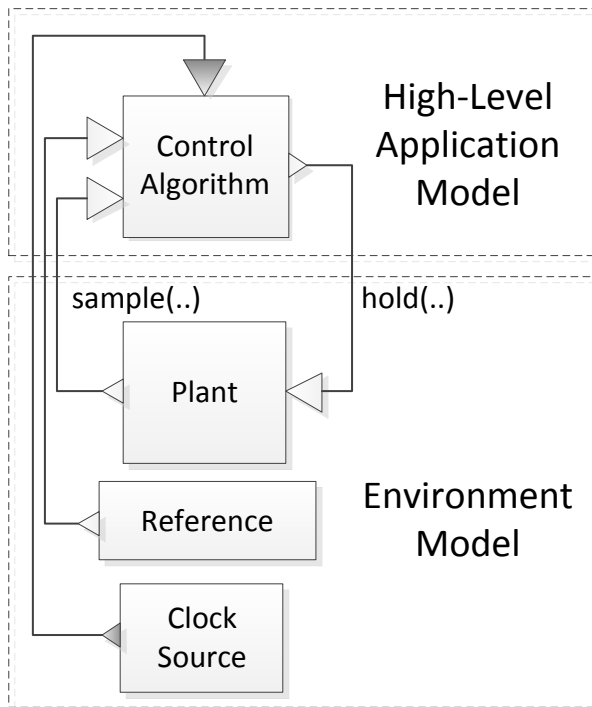 Control
Algorithm
High-Level
Application
Model
sample(..)
hold(..)
Plant
Reference
Environment
Model
Clock
Source